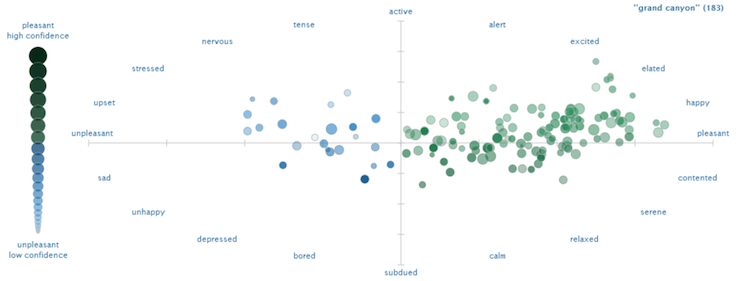 "grand canyon" (183)
pleasant
high confidence
active
tense
alert
nervous
excited
stressed
elated
upset
happy
unpleasant
pleasant
sad
contented
unhappy
serene
depressed
relaxed
unpleasant
low confidence
bored
calm
subdued